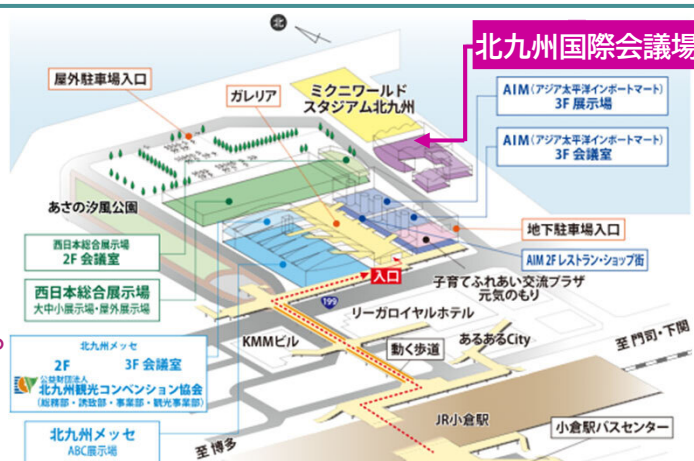 北
北九州国際会議場
屋外駐車場入口
ガレリア
ミクニワールド
スタジアム北九州
AIM(アジア太平洋インポートマート)
3F 展示場
AIM(アジア太平洋インポートマート)
3F 会議室
あさの汐風公園
地下駐車場入口
西日本総合展示場
2F 会議室
AIM 2F レストラン・ショップ街
入口
子育てふれあい交流プラザ
元気のもり
西日本総合展示場
大中小展示場・屋外展示場
199
リーガロイヤルホテル
KMMビル
動く歩道
あるあるCity
至 門司・下関
北九州メッセ
2F 3F 会議室
公益財団法人
北九州観光コンベンション協会
(総務部・誘致部・事業部・観光事業部)
JR小倉駅
小倉駅バスセンター
北九州メッセ
ABC展示場
至 博多